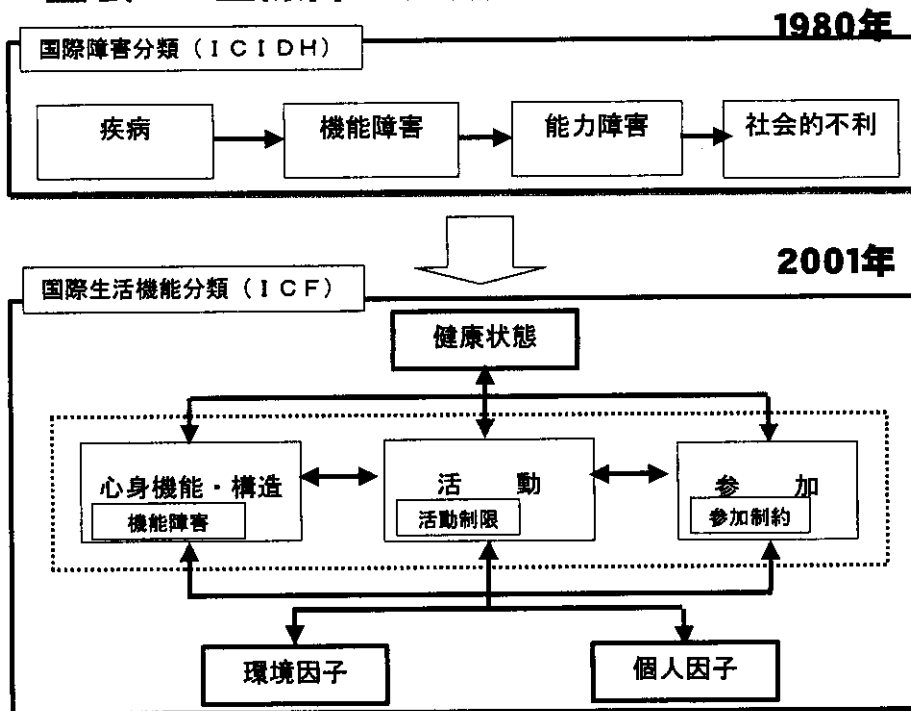 1980年
国際障害分類（ＩＣＩＤＨ）
疾病
機能障害
能力障害
社会的不利
2001年
国際生活機能分類（ＩＣＦ）
健康状態
心身機能・構造
機能障害
活　　動
活動制限
参　　加
参加制約
環境因子
個人因子